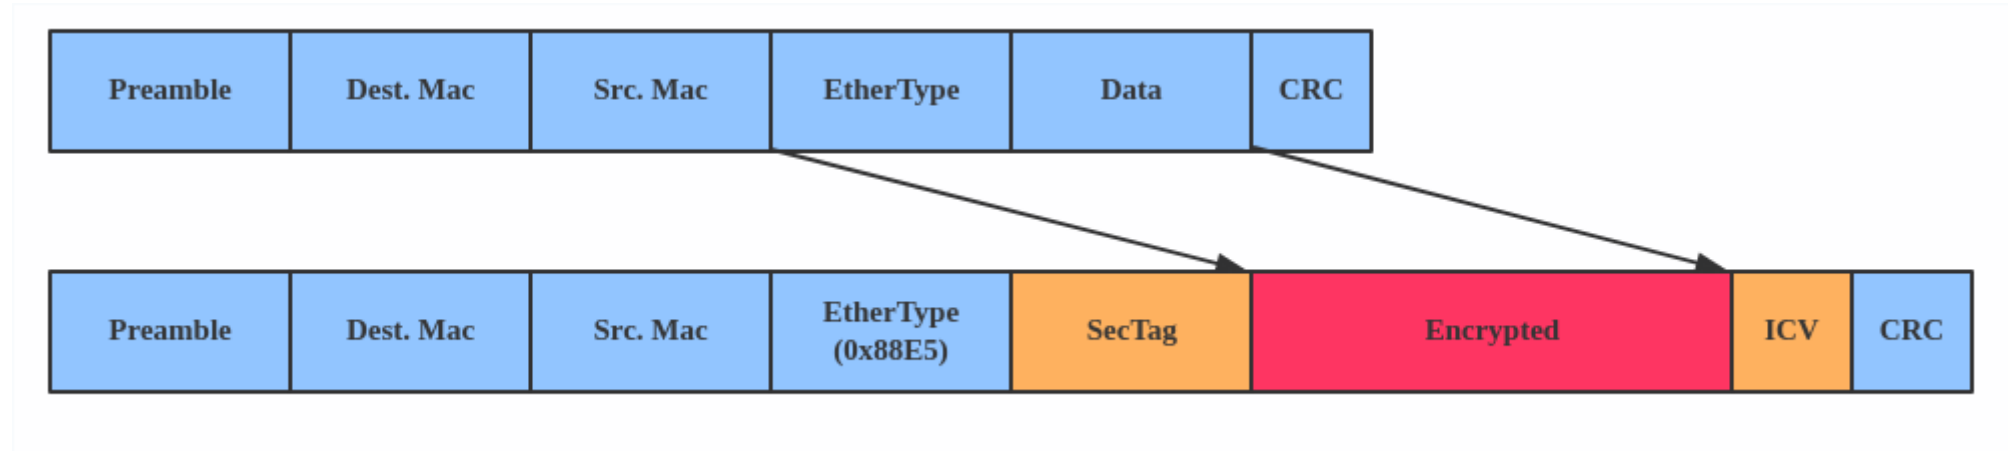 Preamble
Dest. Mac
Src. Mac
EtherType
Data
CRC
Preamble
Dest. Mac
Src. Mac
EtherType
(0x88E5)
SecTag
Encrypted
ICV
CRC